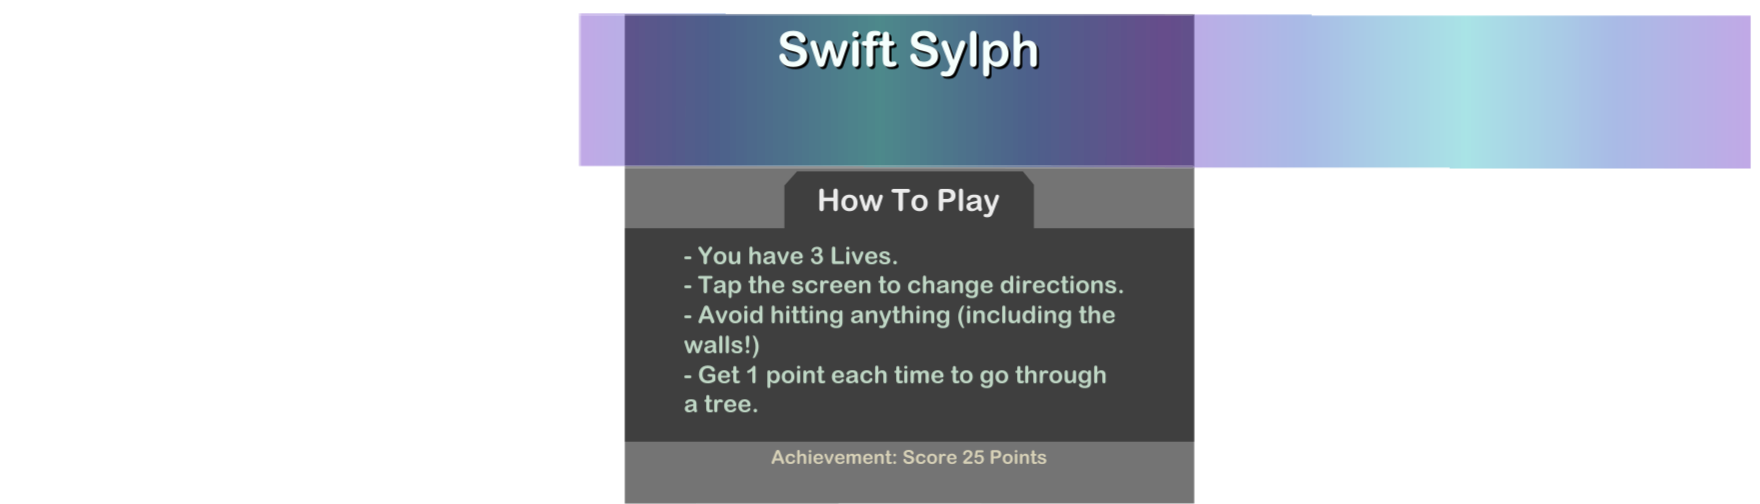 Swift Sylph
How To Play
- You have 3 Lives.
- Tap the screen to change directions.
- Avoid hitting anything (including the
walls!)
- Get 1 point each time to go through
a tree.
Achievement: Score 25 Points